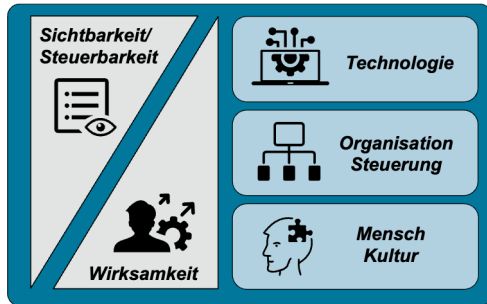 Sichtbarkeit/
Steuerbarkeit
Wirksamkeit
Technologie
Organisation
Steuerung
Mensch
Kultur